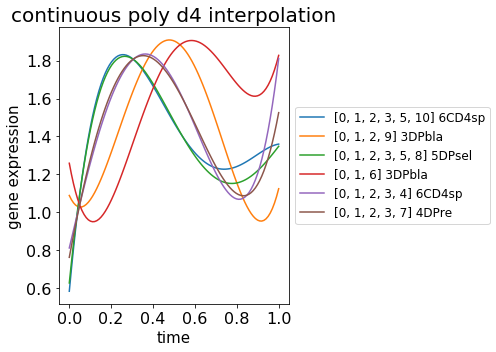 continuous poly d4 interpolation
gene expression
1.8
1.6
1.4
1.2
1.0
0.8
0.6
0.0 0.2 0.4 0.6 0.8 1.0
time
[0, 1, 2, 3, 5, 10] 6CD4sp
[0, 1, 2, 9] 3DPbla
[0, 1, 2, 3, 5, 8] 5DPsel
[0, 1, 6] 3DPbla
[0, 1, 2, 3, 4] 6CD4sp
[0, 1, 2, 3, 7] 4DPre